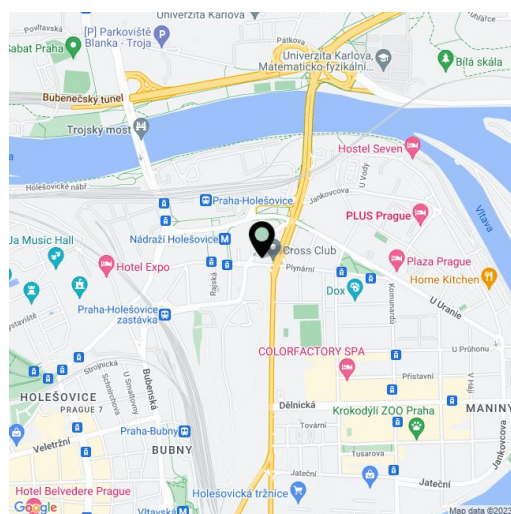 Univerzita Karlova
Povltavská
[P] Parkoviště
Blanka - Troja
Pátkova
Sabat Praha
Univerzita Karlova,
Matematicko-fyzikální...
Bílá skála
Bubenečský tunel
Trojský most
Hostel Seven
Holešovické nábř.
U Vody
Praha-Holešovice
Jankovcova
Vltava
PLUS Prague
Nádraží Holešovice
Ja Music Hall
Cross Club
Plaza Prague
Hotel Expo
Plynární
Home Kitchen
Rajská
Dox
Komunardů
U Uranie
Praha-Holešovice
zastávka
Výstaviště
COLORFACTORY SPA
U Průhonu
Strojnická
Schnirchova
U Smaltovny
Bubenská
Přístavní
V Háji
HOLEŠOVICE
PRAGUE 7
Dělnická
MANINY
Krokodýlí ZOO Praha
Praha-Bubny
Tovární
Jankovcova
Veletržní
BUBNY
Tusarova
Jateční
Jateční
Holešovická tržnice
Hotel Belvedere Prague
Google
Vltavská
Map data ©2023